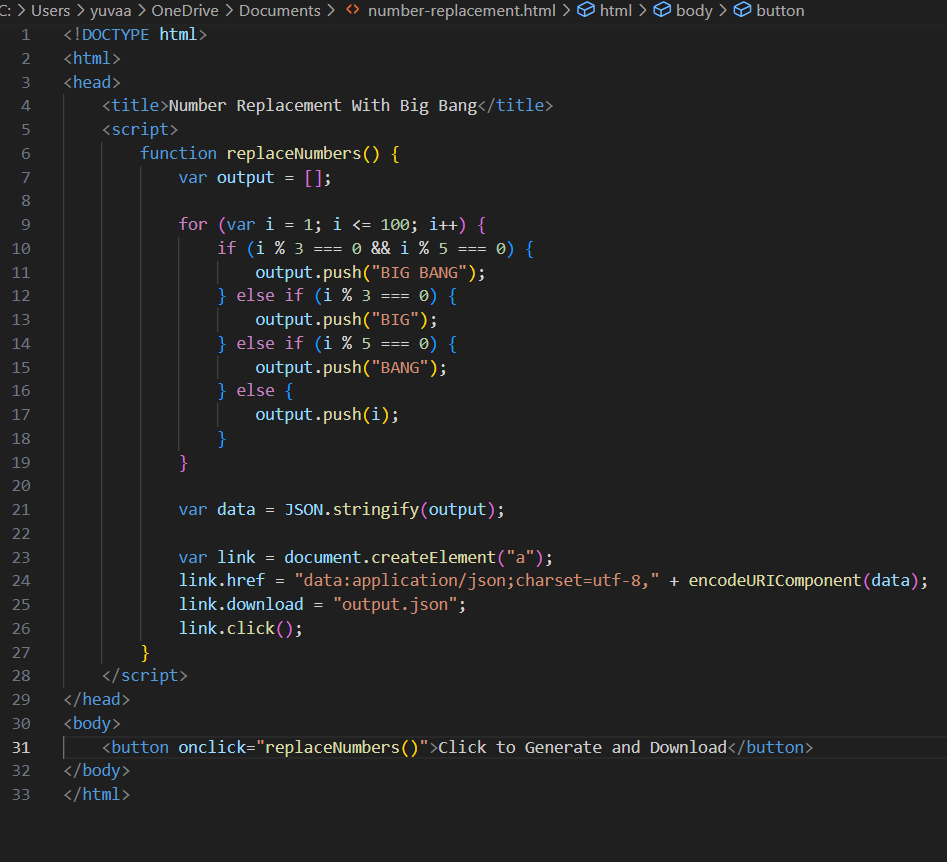 C: > Users > yuvaa > OneDrive > Documents > <> number-replacement.html > html > body > button
1 <!DOCTYPE html>
2 <html>
3 <head>
4     <title>Number Replacement With Big Bang</title>
5     <script>
6         function replaceNumbers() {
7             var output = [];
8
9             for (var i = 1; i <= 100; i++) {
10                 if (i % 3 === 0 && i % 5 === 0) {
11                     output.push("BIG BANG");
12                 } else if (i % 3 === 0) {
13                     output.push("BIG");
14                 } else if (i % 5 === 0) {
15                     output.push("BANG");
16                 } else {
17                     output.push(i);
18                 }
19             }
20
21             var data = JSON.stringify(output);
22
23             var link = document.createElement("a");
24             link.href = "data:application/json;charset=utf-8," + encodeURIComponent(data);
25             link.download = "output.json";
26             link.click();
27         }
28     </script>
29 </head>
30 <body>
31     <button onclick="replaceNumbers()">Click to Generate and Download</button>
32 </body>
33 </html>